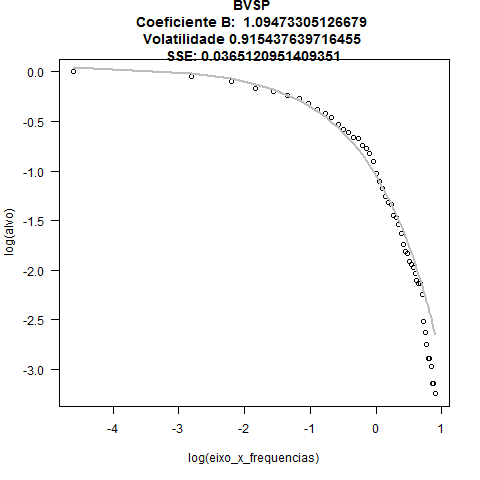 BVSP
Coeficiente B: 1.09473305126679
Volatilidade 0.915437639716455
SSE: 0.0365120951409351
0.0
-0.5
-1.0
-1.5
-2.0
-2.5
-3.0
log(alvo)
-4 -3 -2 -1 0 1
log(eixo_x_frequencias)